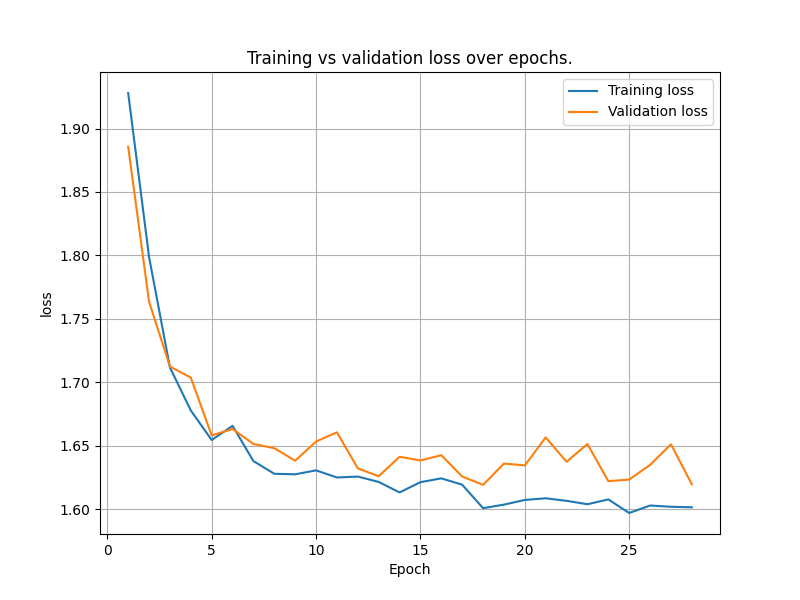 Training vs validation loss over epochs.
Training loss
Validation loss
1.90
1.85
1.80
1.75
1.70
1.65
1.60
loss
0 5 10 15 20 25
Epoch